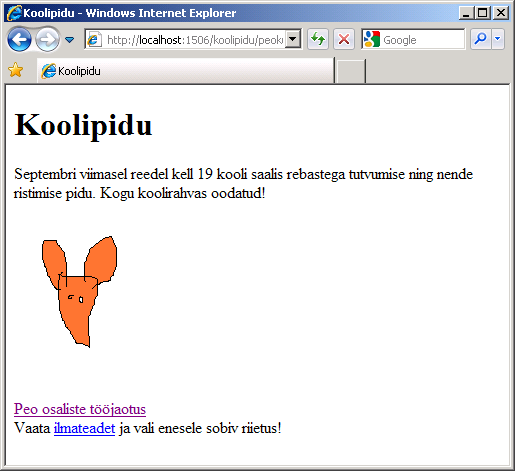 Koolipidu - Windows Internet Explorer
http://localhost:1506/koolipidu/peok
Google
Koolipidu
Koolipidu
Septembri viimasel reedel kell 19 kooli saalis rebastega tutvumise ning nende
ristimise pidu. Kogu koolirahvas oodatud!
Peo osaliste tööjaotus
Vaata ilmateadet ja vali enesele sobiv riietus!